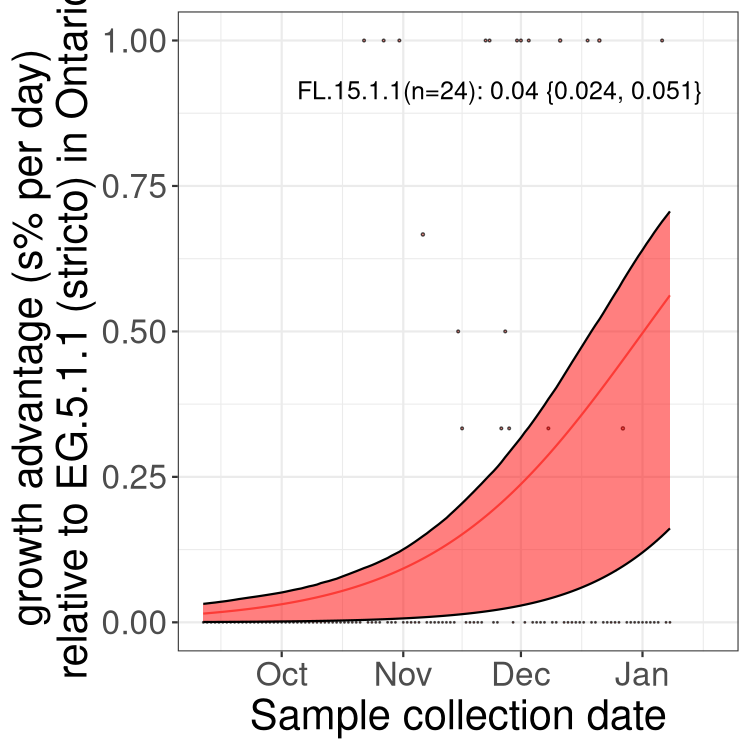 growth advantage (s% per day)
relative to EG.5.1.1 (stricto) in Ontario
1.00
0.75
0.50
0.25
0.00
FL.15.1.1(n=24): 0.04 {0.024, 0.051}
Oct Nov Dec Jan
Sample collection date